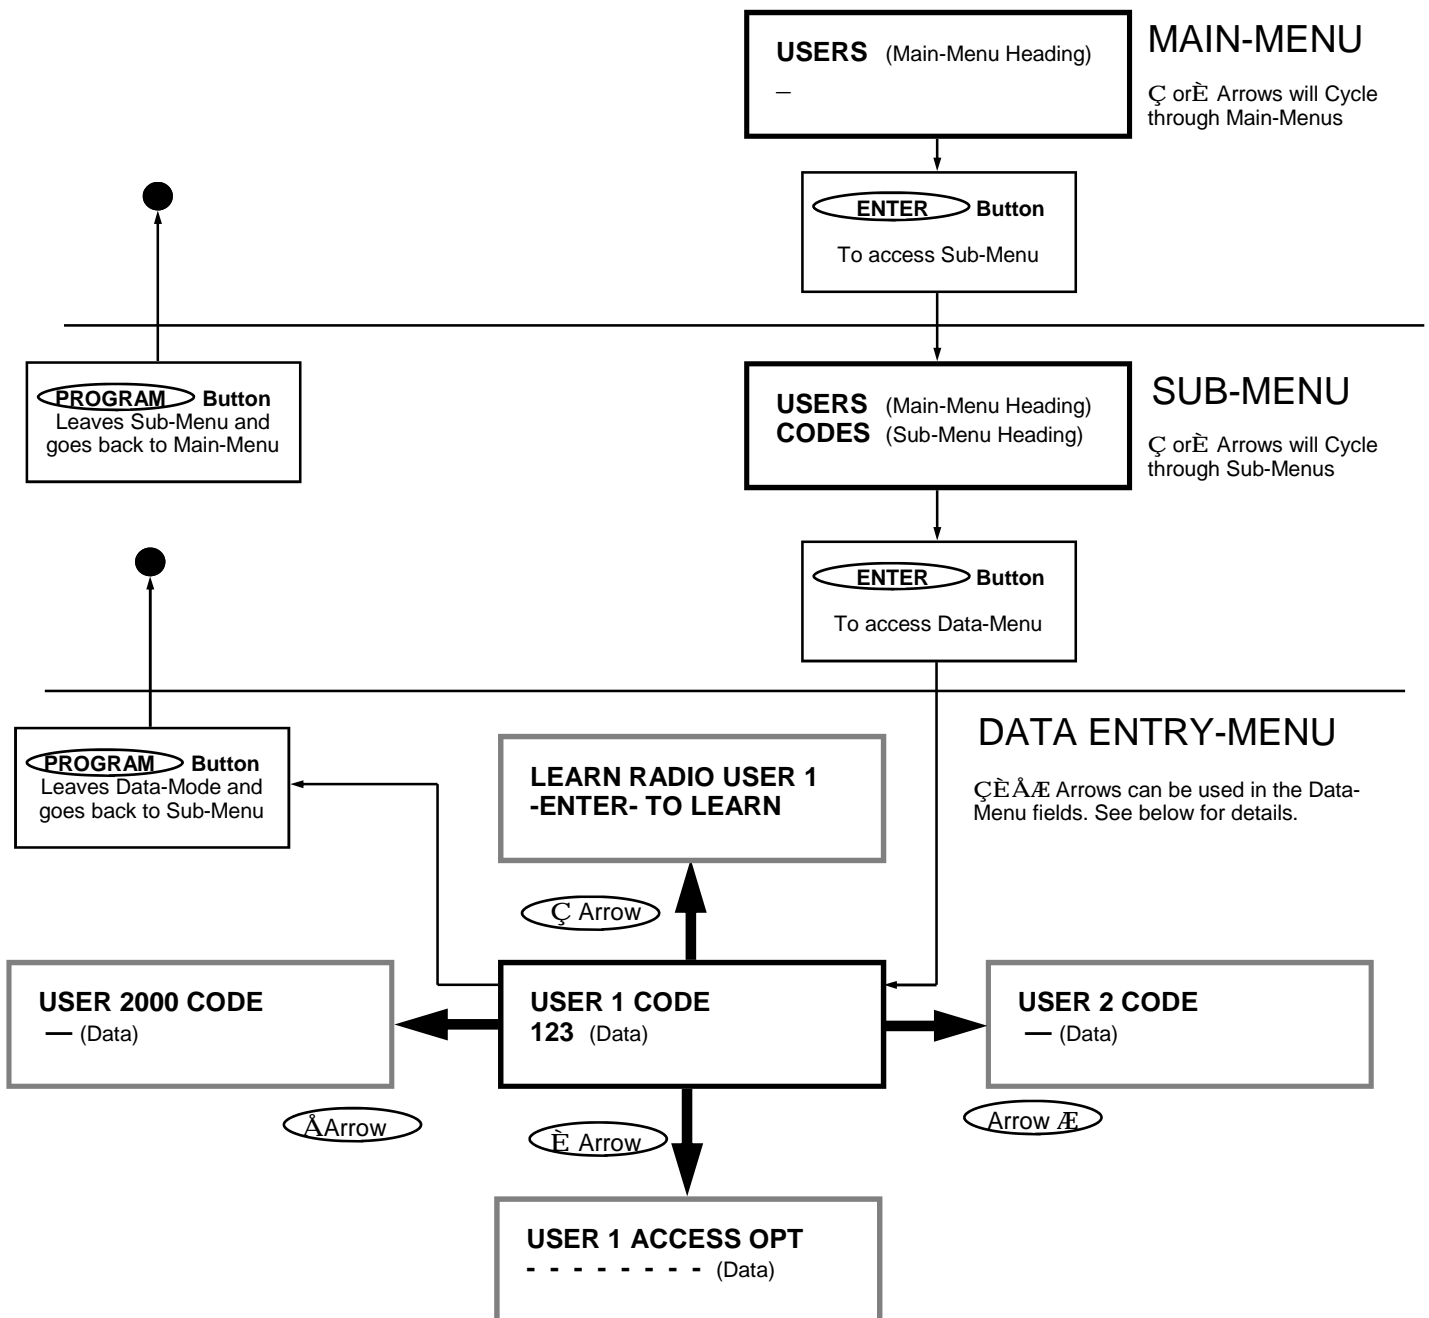 USERS (Main-Menu Heading)
–
MAIN-MENU
Ç orÈ Arrows will Cycle
through Main-Menus
ENTER Button
To access Sub-Menu
PROGRAM Button
Leaves Sub-Menu and
goes back to Main-Menu
USERS (Main-Menu Heading)
CODES (Sub-Menu Heading)
SUB-MENU
Ç orÈ Arrows will Cycle
through Sub-Menus
ENTER Button
To access Data-Menu
PROGRAM Button
Leaves Data-Mode and
goes back to Sub-Menu
LEARN RADIO USER 1
-ENTER- TO LEARN
DATA ENTRY-MENU
ÇÈÅÆ Arrows can be used in the Data-
Menu fields. See below for details.
Ç Arrow
USER 2000 CODE
— (Data)
USER 1 CODE
123 (Data)
USER 2 CODE
— (Data)
ÅArrow
È Arrow
Arrow Æ
USER 1 ACCESS OPT
- - - - - - - - (Data)